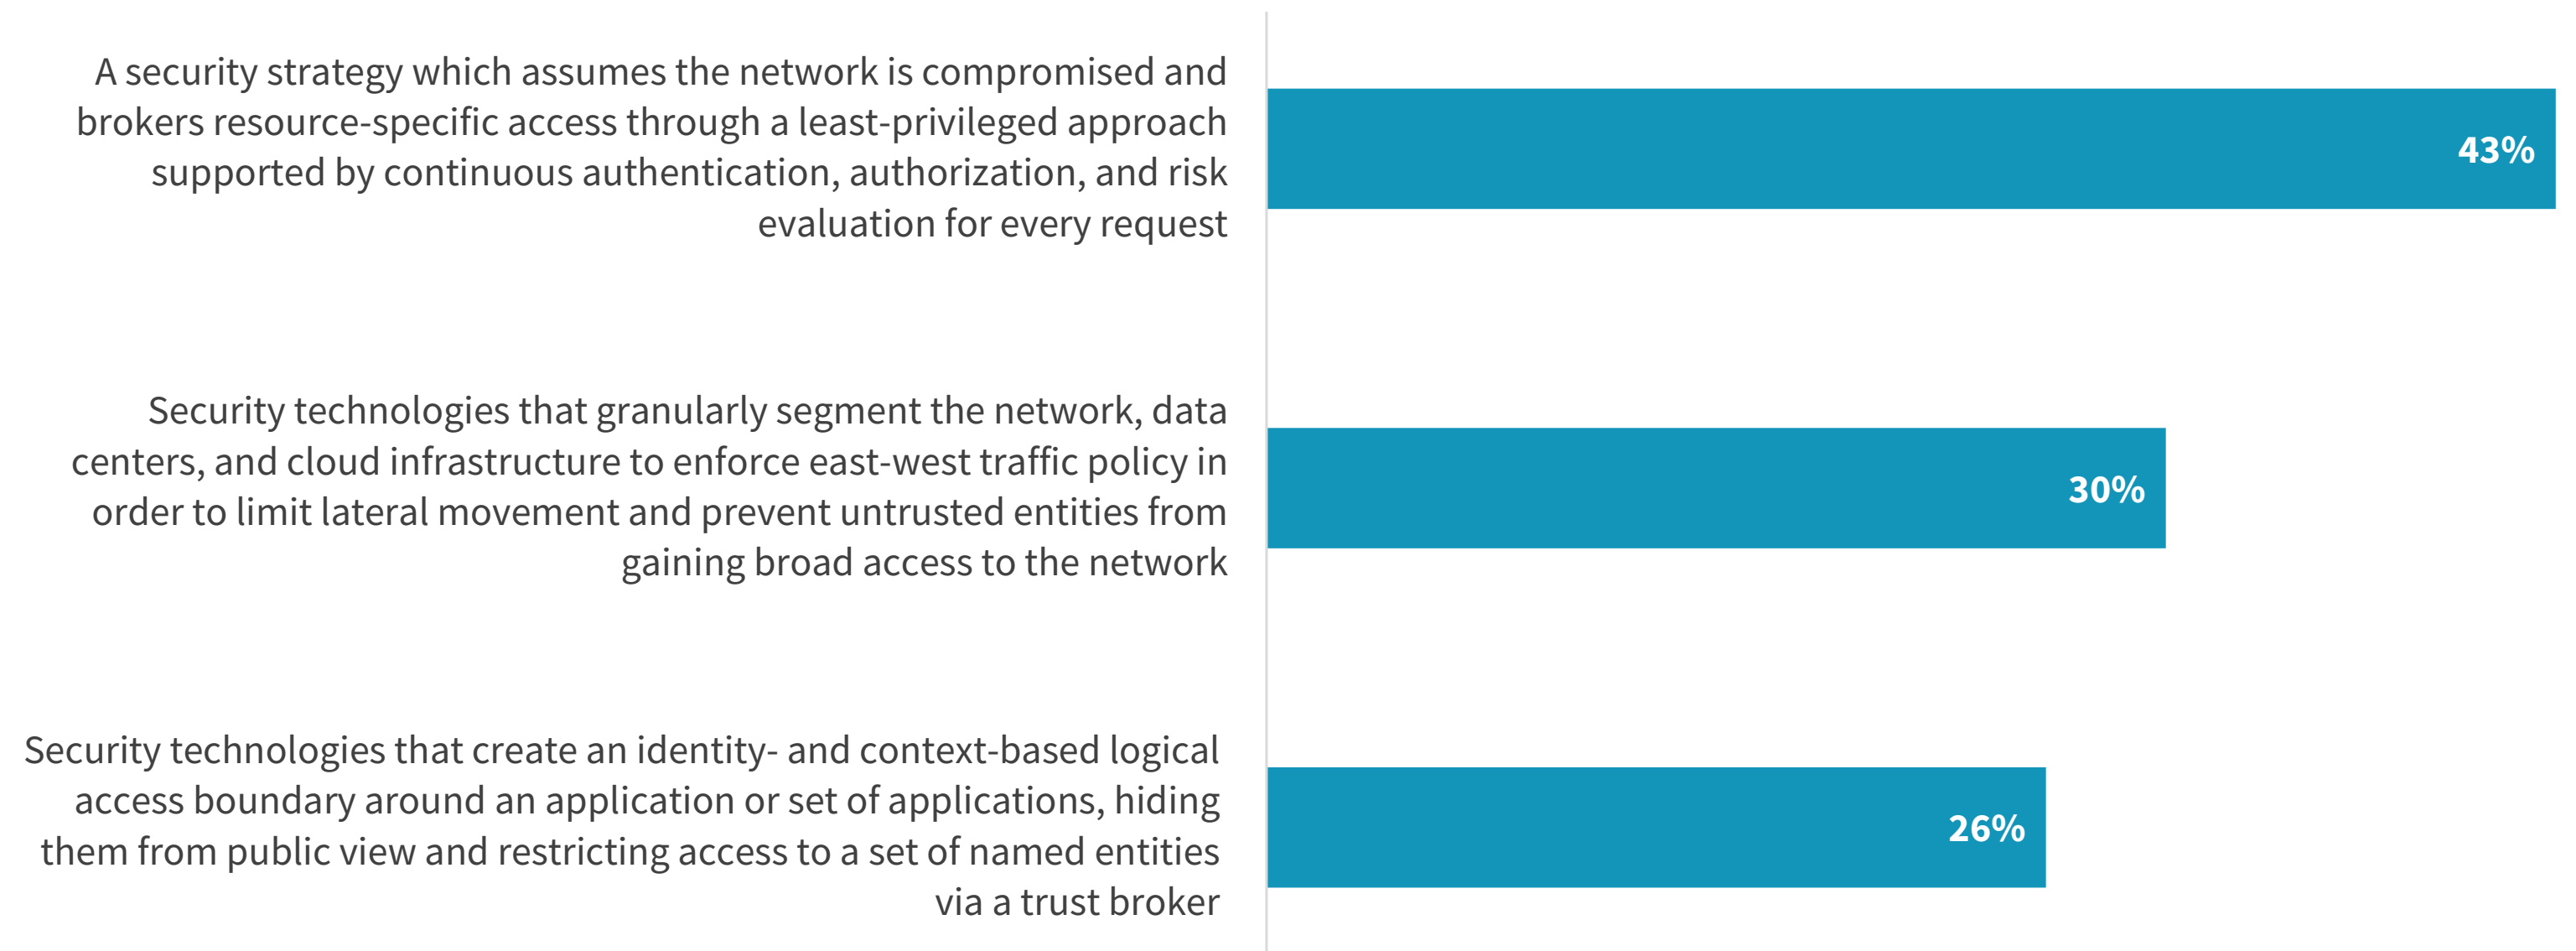 A security strategy which assumes the network is compromised and
brokers resource-specific access through a least-privileged approach
supported by continuous authentication, authorization, and risk
evaluation for every request
43%
Security technologies that granularly segment the network, data
centers, and cloud infrastructure to enforce east-west traffic policy in
order to limit lateral movement and prevent untrusted entities from
gaining broad access to the network
30%
Security technologies that create an identity- and context-based logical
access boundary around an application or set of applications, hiding
them from public view and restricting access to a set of named entities
via a trust broker
26%